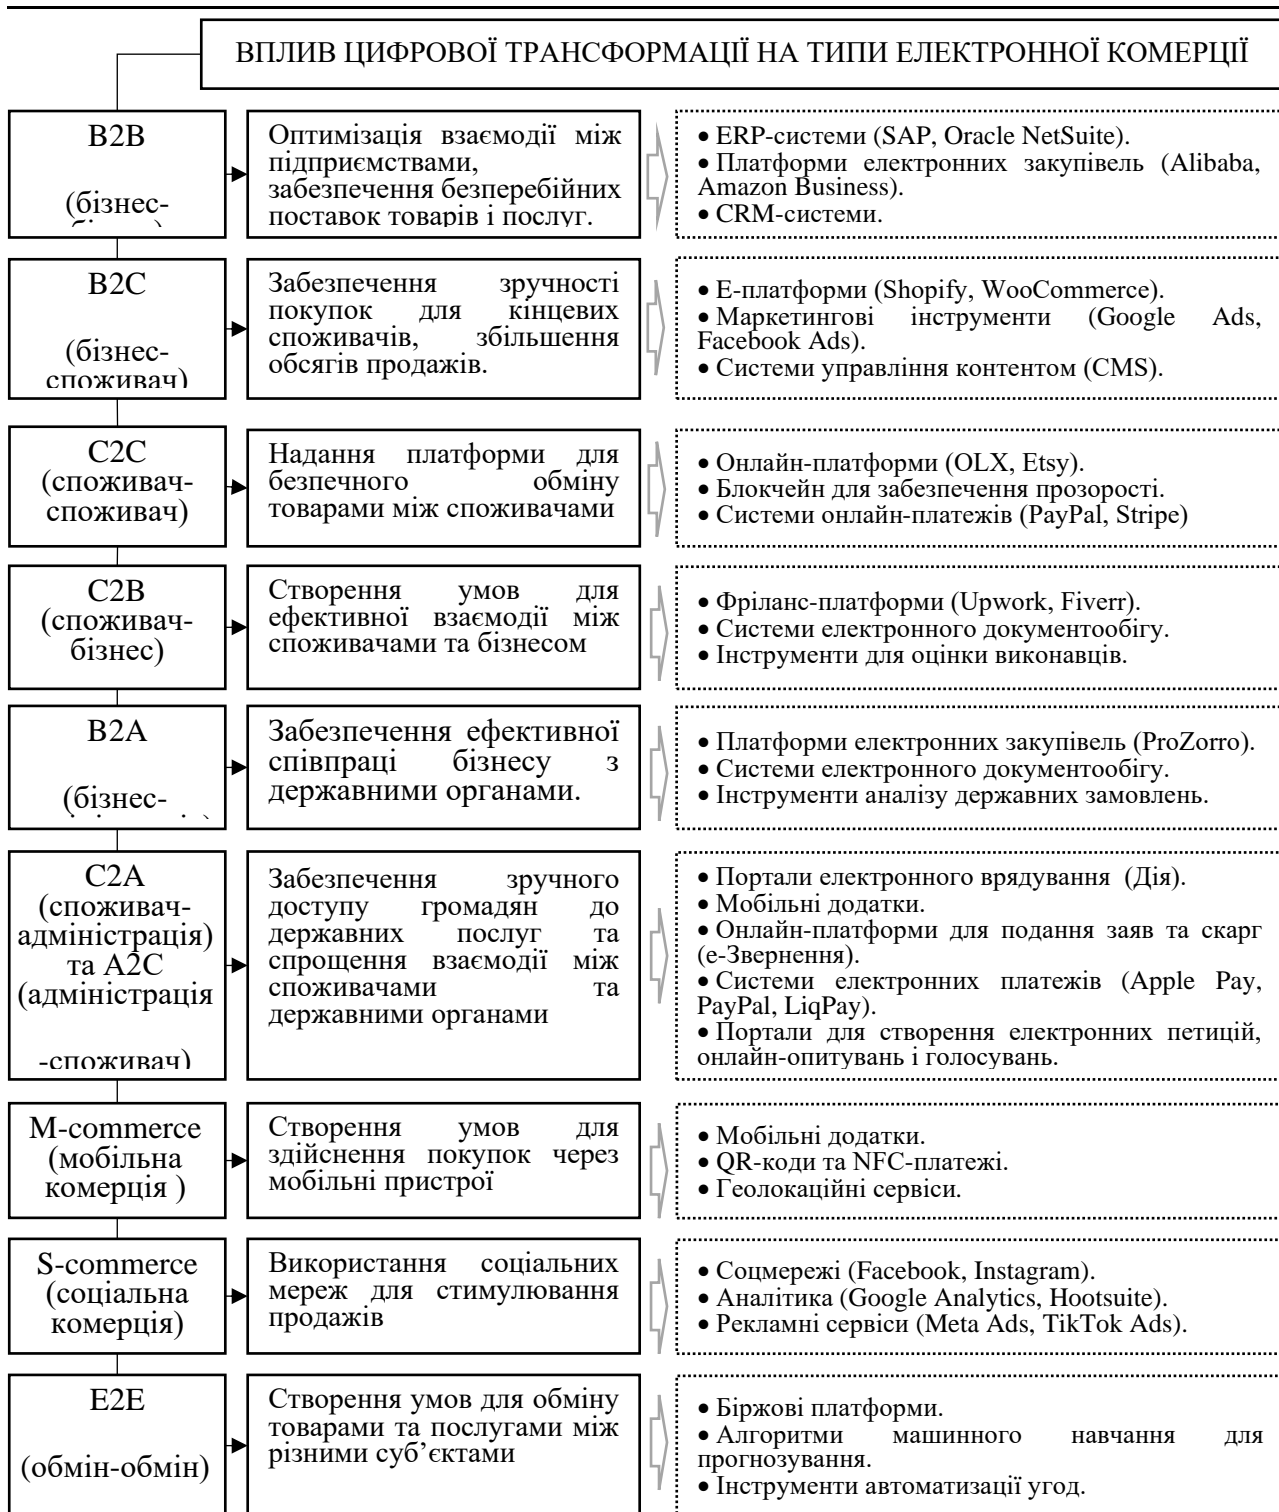 ВПЛИВ ЦИФРОВОЇ ТРАНСФОРМАЦІЇ НА ТИПИ ЕЛЕКТРОННОЇ КОМЕРЦІЇ
B2B
(бізнес-
Оптимізація взаємодії між
підприємствами,
забезпечення безперебійних
поставок товарів і послуг.
• ERP-системи (SAP, Oracle NetSuite).
• Платформи електронних закупівель (Alibaba,
Amazon Business).
• CRM-системи.
B2C
(бізнес-
споживач)
Забезпечення зручності
покупок для кінцевих
споживачів, збільшення
обсягів продажів.
• Е-платформи (Shopify, WooCommerce).
• Маркетингові інструменти (Google Ads,
Facebook Ads).
• Системи управління контентом (CMS).
C2C
(споживач-
споживач)
Надання платформи для
безпечного обміну
товарами між споживачами
• Онлайн-платформи (OLX, Etsy).
• Блокчейн для забезпечення прозорості.
• Системи онлайн-платежів (PayPal, Stripe)
C2B
(споживач-
бізнес)
Створення умов для
ефективної взаємодії між
споживачами та бізнесом
• Фріланс-платформи (Upwork, Fiverr).
• Системи електронного документообігу.
• Інструменти для оцінки виконавців.
B2A
(бізнес-
Забезпечення ефективної
співпраці бізнесу з
державними органами.
• Платформи електронних закупівель (ProZorro).
• Системи електронного документообігу.
• Інструменти аналізу державних замовлень.
C2A
(споживач-
адміністрація)
та A2C
(адміністрація
-споживач)
Забезпечення зручного
доступу громадян до
державних послуг та
спрощення взаємодії між
споживачами та
державними органами
• Портали електронного врядування (Дія).
• Мобільні додатки.
• Онлайн-платформи для подання заяв та скарг
(е-Звернення).
• Системи електронних платежів (Apple Pay,
PayPal, LiqPay).
• Портали для створення електронних петицій,
онлайн-опитувань і голосувань.
M-commerce
(мобільна
комерція )
Створення умов для
здійснення покупок через
мобільні пристрої
• Мобільні додатки.
• QR-коди та NFC-платежі.
• Геолокаційні сервіси.
S-commerce
(соціальна
комерція)
Використання соціальних
мереж для стимулювання
продажів
• Соцмережі (Facebook, Instagram).
• Аналітика (Google Analytics, Hootsuite).
• Рекламні сервіси (Meta Ads, TikTok Ads).
E2E
(обмін-обмін)
Створення умов для обміну
товарами та послугами між
різними суб’єктами
• Біржові платформи.
• Алгоритми машинного навчання для
прогнозування.
• Інструменти автоматизації угод.